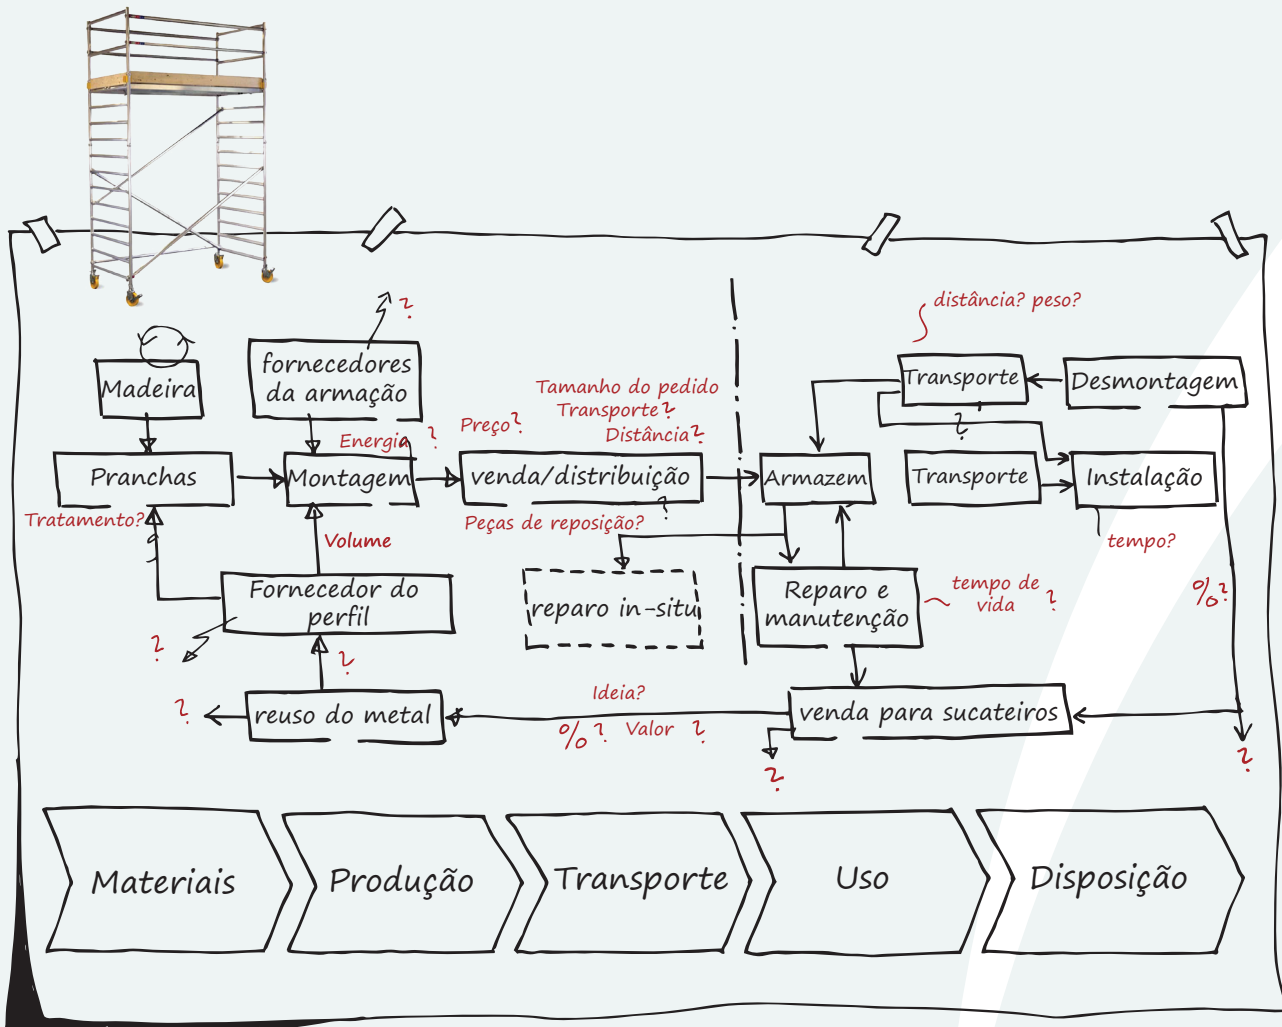 distância? peso?
?
fornecedores
da armação
Madeira
Transporte
Desmontagem
Tamanho do pedido
Transporte?
Distância?
Preço?
Energia ?
?
Pranchas
Montagem
venda/distribuição
Armazem
Transporte
Instalação
Tratamento?
Peças de reposição?
?
Volume
tempo?
Fornecedor do
perfil
reparo in-situ
Reparo e
manutenção
tempo de
vida ?
%?
?
?
?
reuso do metal
Ideia?
%? Valor ?
venda para sucateiros
?
?
Materiais
Produção
Transporte
Uso
Disposição